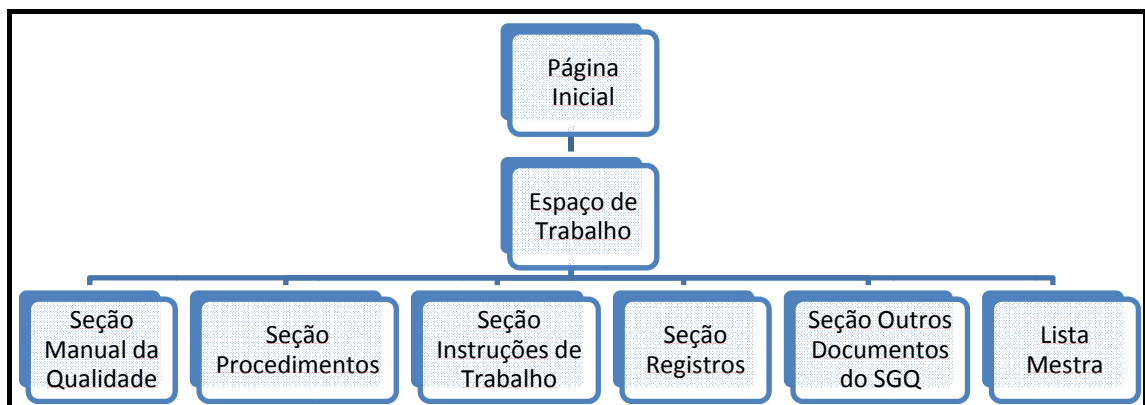 Página
Inicial
Espaço de
Trabalho
Seção
Manual da
Qualidade
Seção
Procedimentos
Seção
Instruções de
Trabalho
Seção
Registros
Seção Outros
Documentos
do SGQ
Lista
Mestra